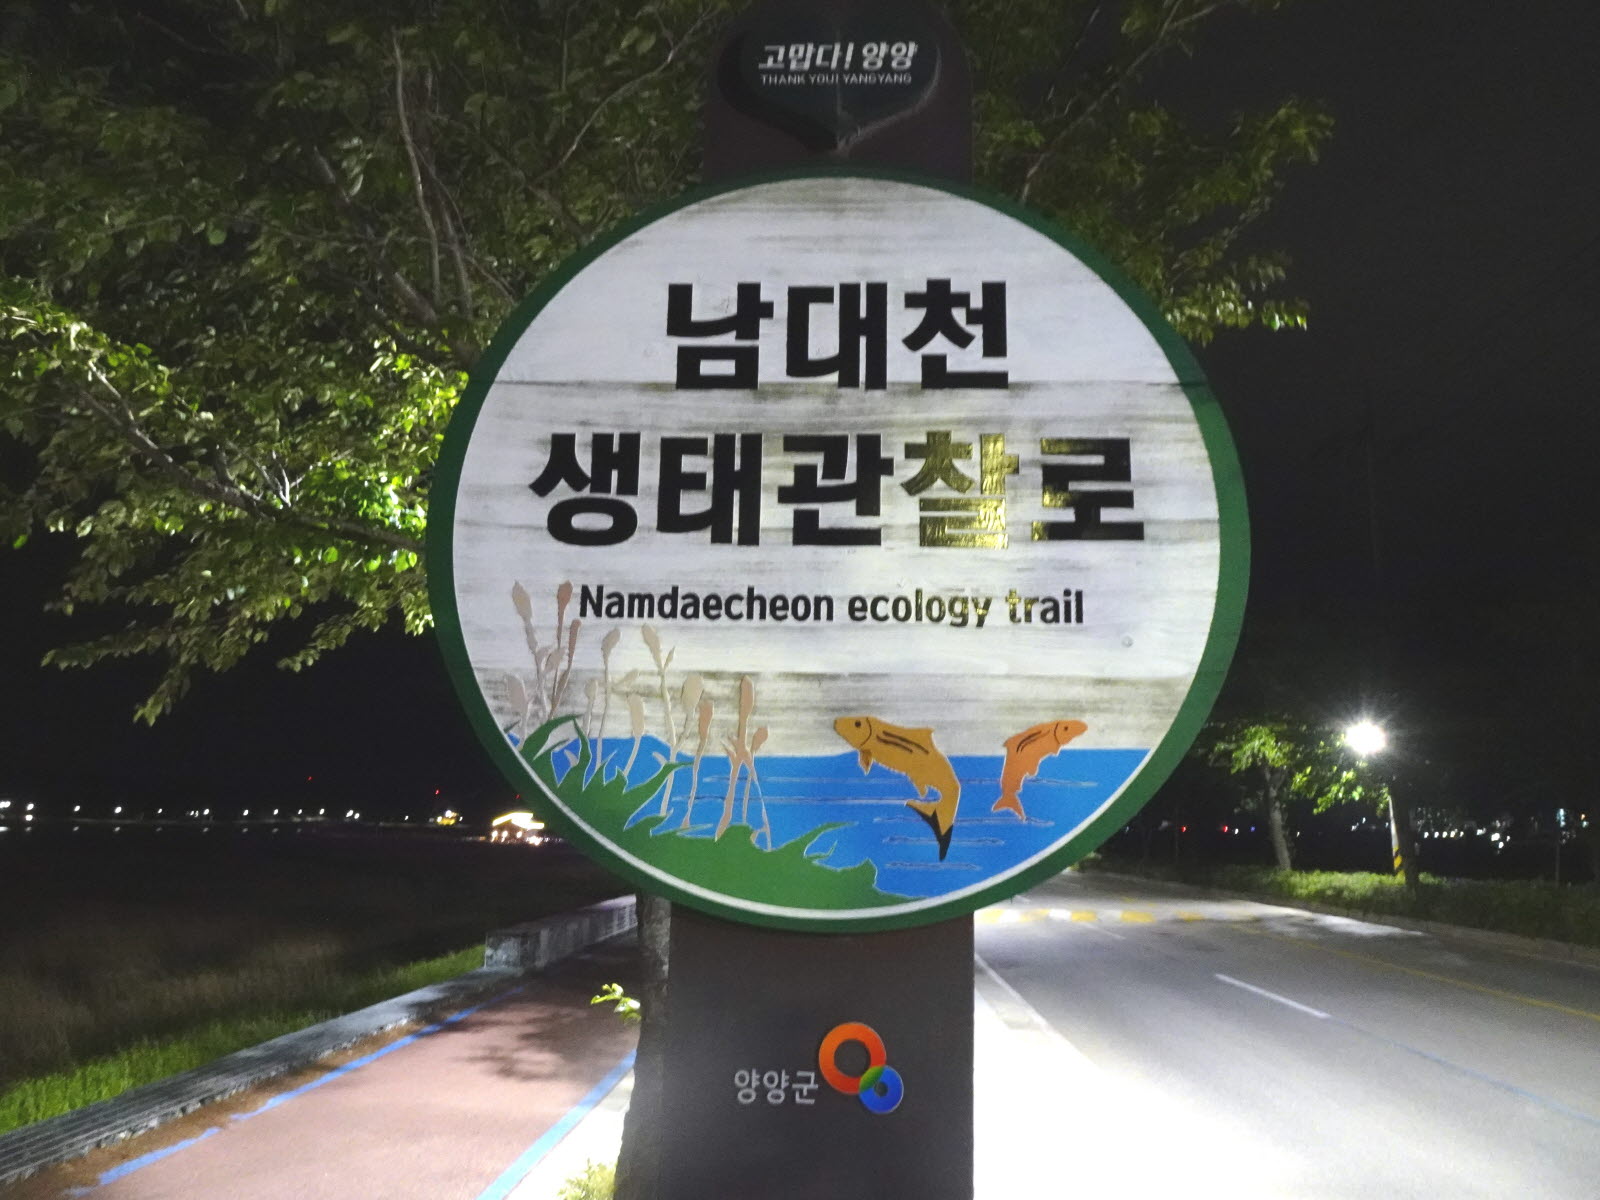 고맙다! 양양
THANK YOU! YANGYANG
남대천
생태관찰로
Namdaecheon ecology trail
양양군